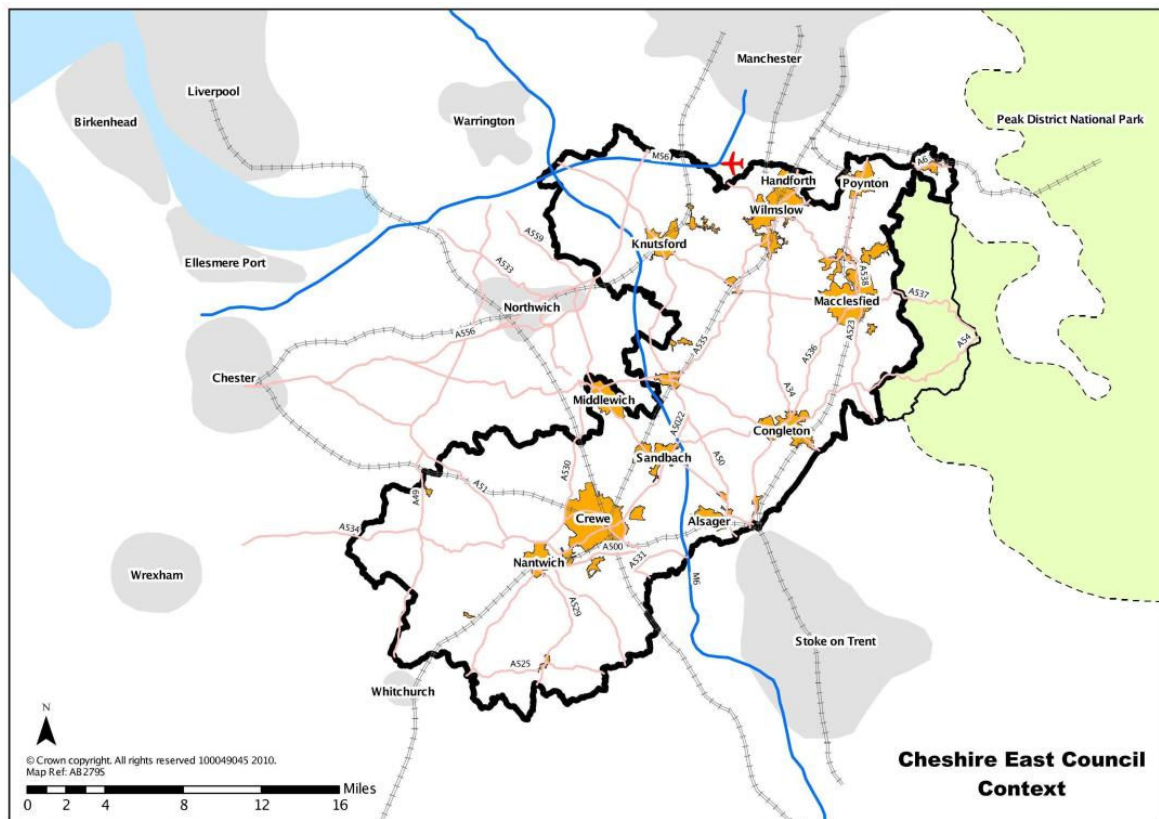 Manchester
Liverpool
Warrington
Birkenhead
Peak District National Park
M56
A6
Handforth
Poynton
Wilmslow
Knutsford
A559
Ellesmere Port
A533
A538
Northwich
A537
Macclesfield
A556
A535
A523
A54
A536
Chester
Middlewich
A34
A5022
Congleton
Sandbach
A530
A50
A51
A49
Crewe
Alsager
A534
A500
Nantwich
A531
Wrexham
M6
A529
Stoke on Trent
A525
Whitchurch
N
© Crown copyright. All rights reserved 100049045 2010.
Map Ref: AB279S
Miles
0 2 4 8 12 16
Cheshire East Council
Context